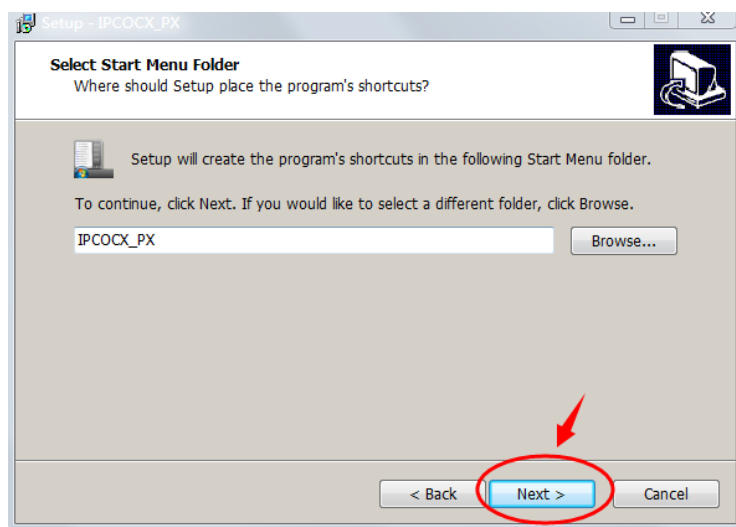 Setup - IPCOCX_PX
Select Start Menu Folder
Where should Setup place the program's shortcuts?
Setup will create the program's shortcuts in the following Start Menu folder.
To continue, click Next. If you would like to select a different folder, click Browse.
IPCOCX_PX
Browse...
< Back
Next >
Cancel